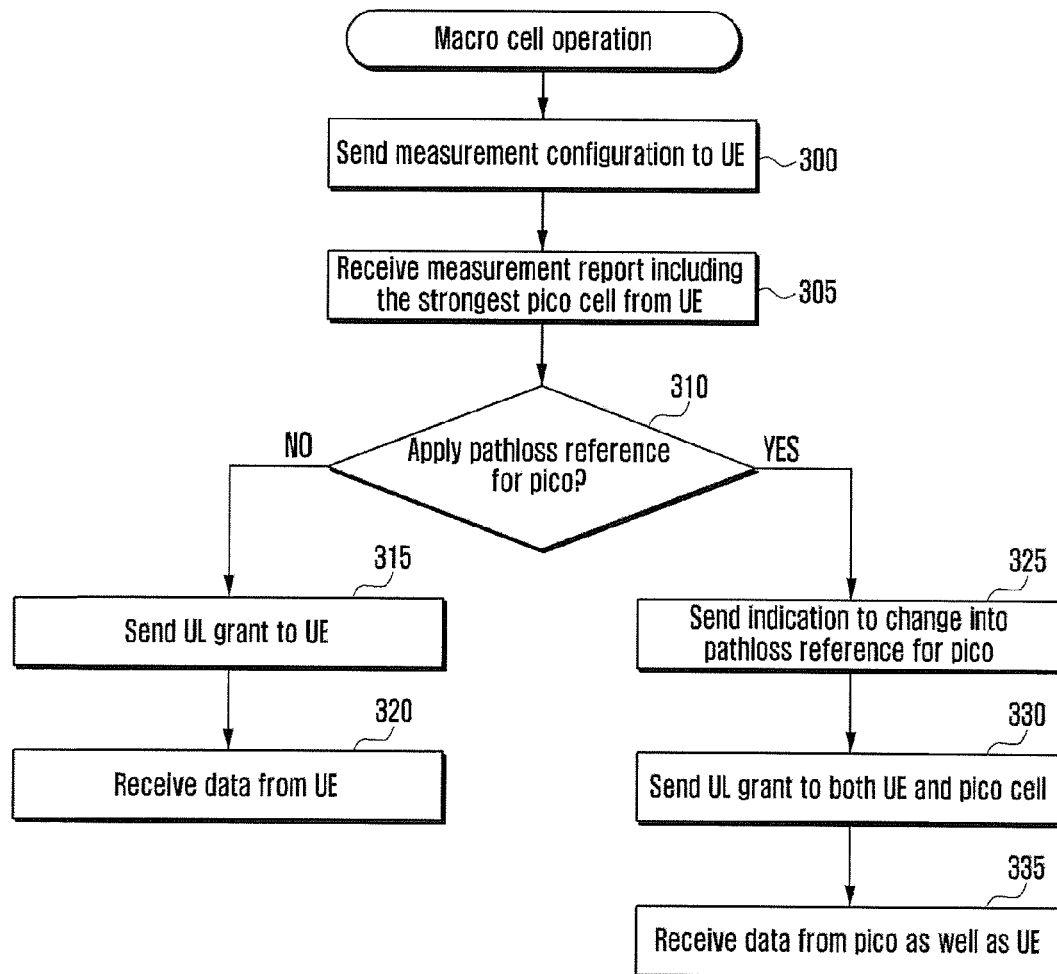 Macro cell operation
Send measurement configuration to UE
300
Receive measurement report including
the strongest pico cell from UE
305
310
Apply pathloss reference
for pico?
NO
YES
315
Send UL grant to UE
320
Receive data from UE
325
Send indication to change into
pathloss reference for pico
330
Send UL grant to both UE and pico cell
335
Receive data from pico as well as UE